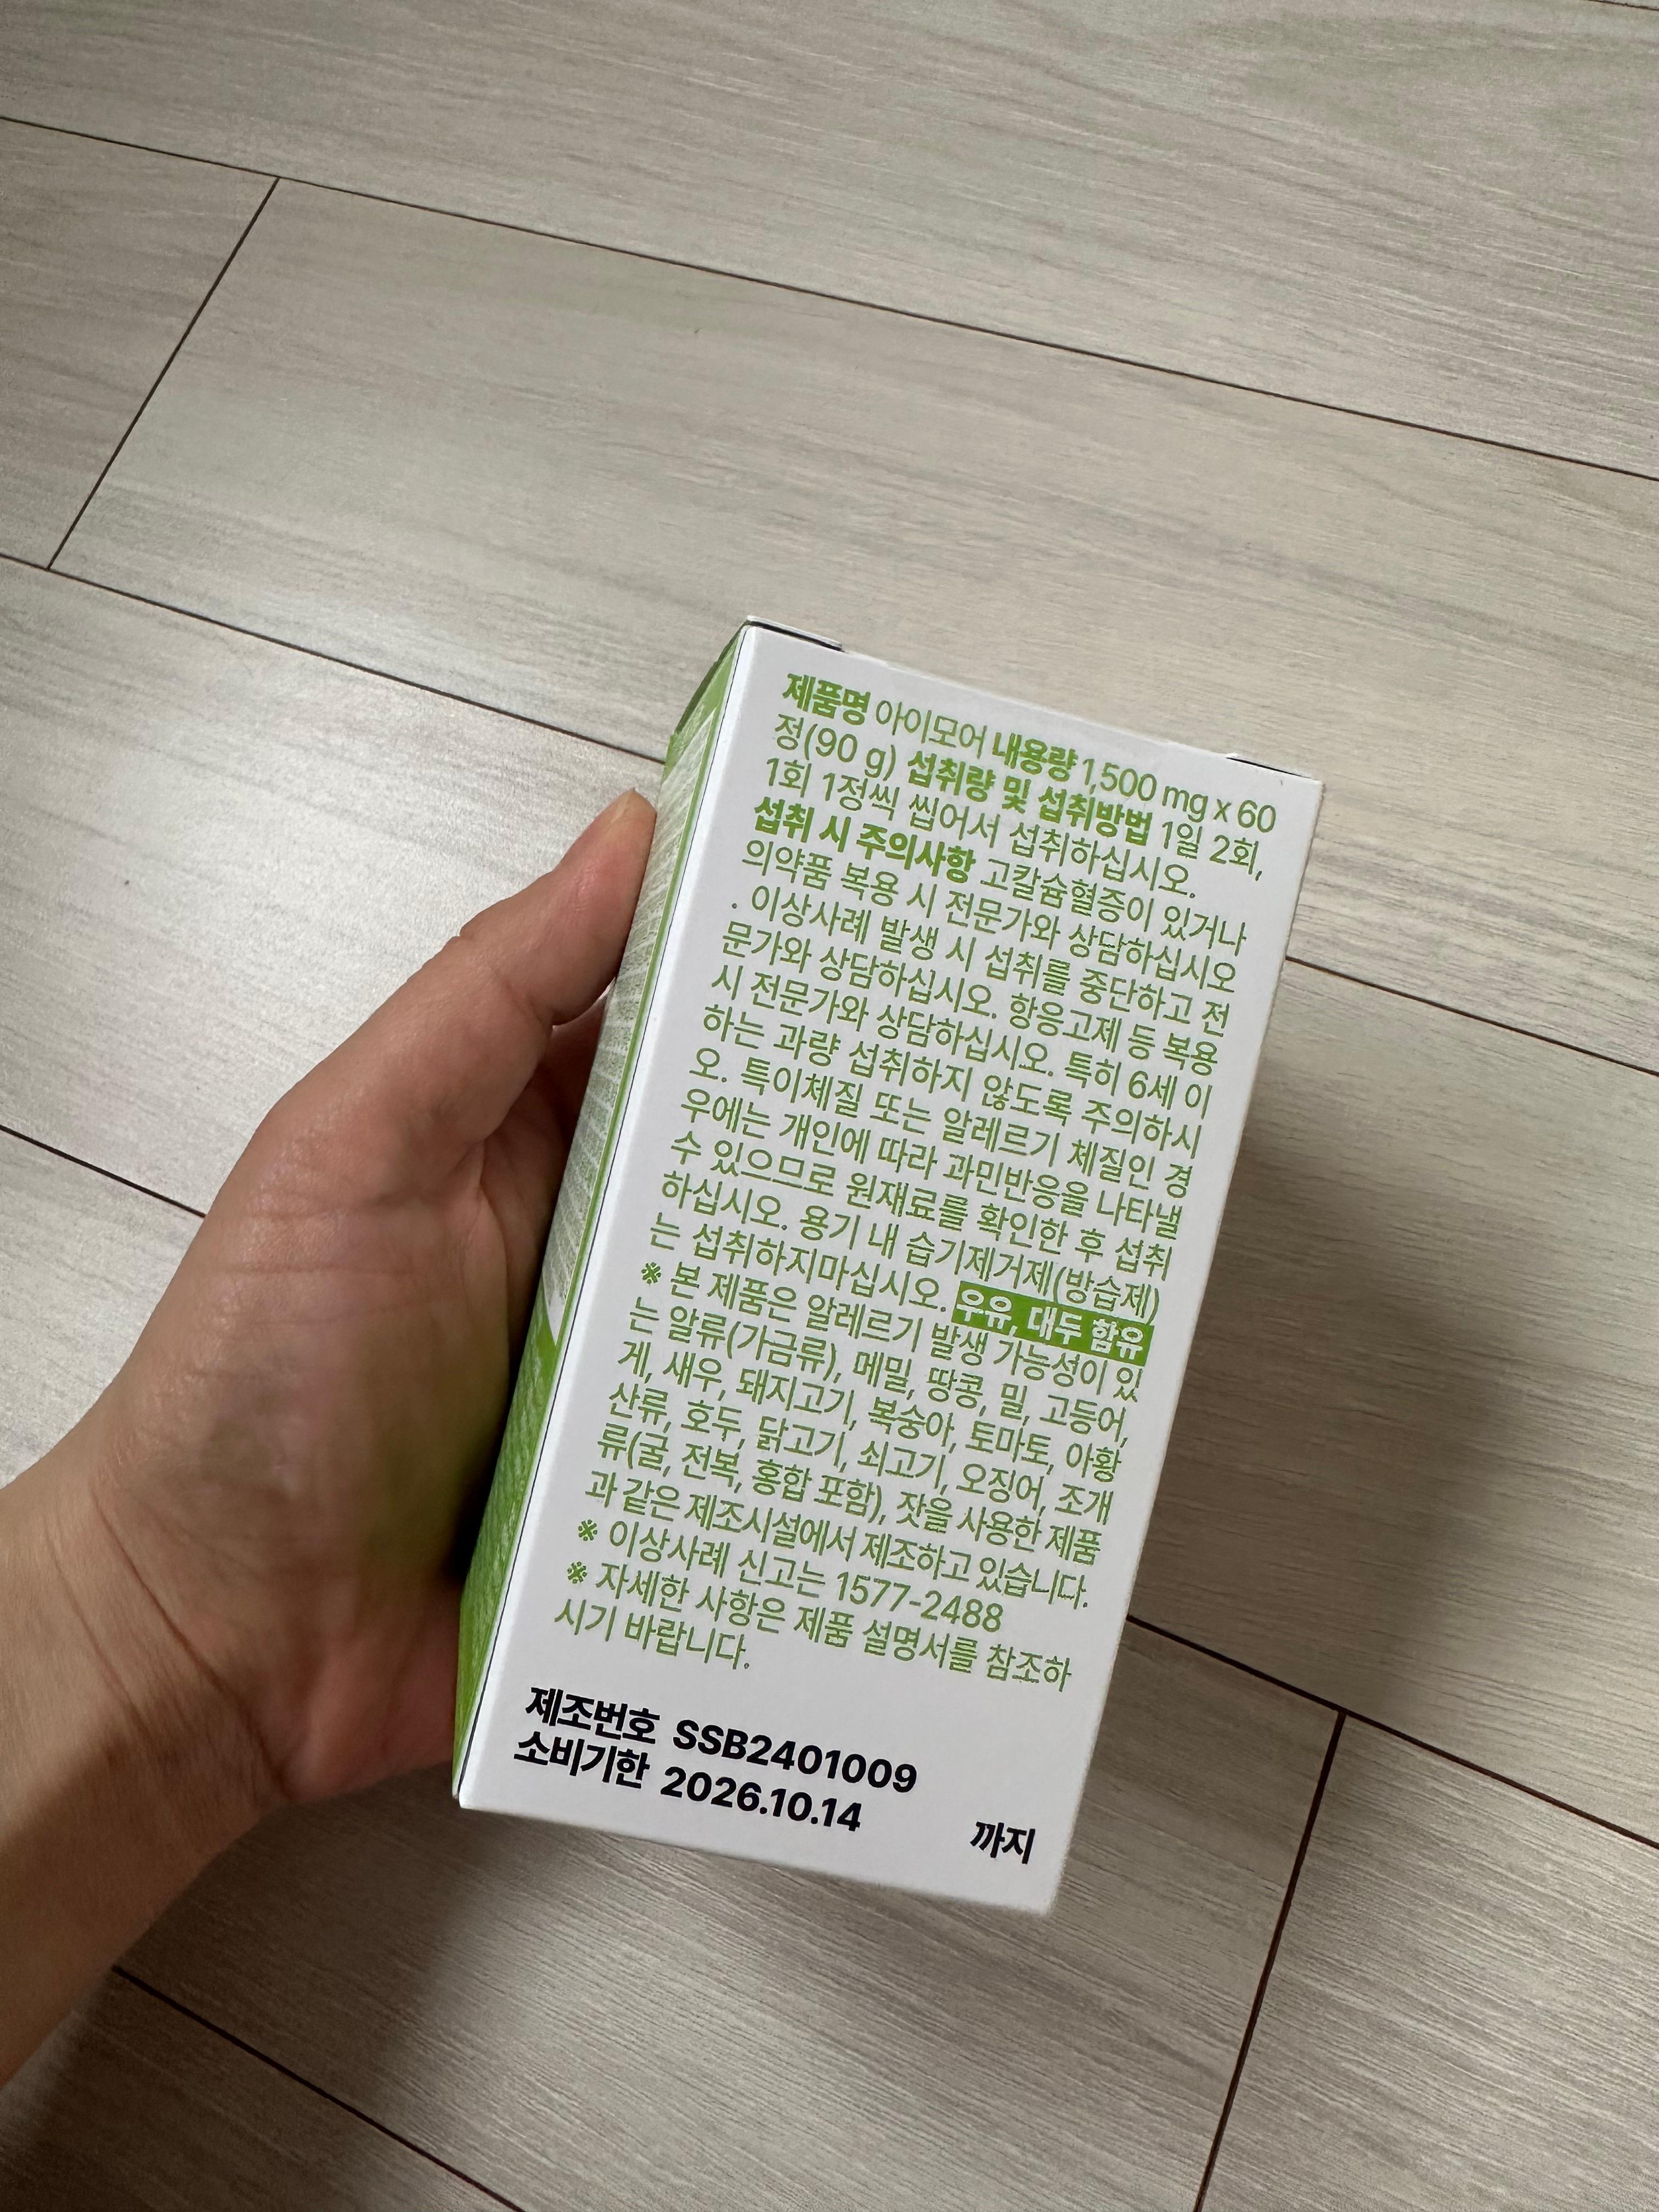 제품명 아이모어 내용량 1,500 mg x 60
정(90 g) 섭취량 및 섭취방법 1일 2회,
1회 1정씩 씹어서 섭취하십시오.
섭취 시 주의사항 고칼슘혈증이 있거나
의약품 복용 시 전문가와 상담하십시오
. 이상사례 발생 시 섭취를 중단하고 전
문가와 상담하십시오. 항응고제 등 복용
시 전문가와 상담하십시오. 특히 6세 이
하는 과량 섭취하지 않도록 주의하시
오. 특이체질 또는 알레르기 체질인 경
우에는 개인에 따라 과민반응을 나타낼
수 있으므로 원재료를 확인한 후 섭취
하십시오. 용기 내 습기제거제(방습제)
는 섭취하지마십시오. 우유, 대두 함유
※ 본 제품은 알레르기 발생 가능성이 있
는 알류(가금류), 메밀, 땅콩, 밀, 고등어,
게, 새우, 돼지고기, 복숭아, 토마토, 아황
산류, 호두, 닭고기, 쇠고기, 오징어, 조개
류(굴, 전복, 홍합 포함), 잣을 사용한 제품
과 같은 제조시설에서 제조하고 있습니다.
※ 이상사례 신고는 1577-2488
※ 자세한 사항은 제품 설명서를 참조하
시기 바랍니다.
제조번호 SSB2401009
소비기한 2026.10.14 까지